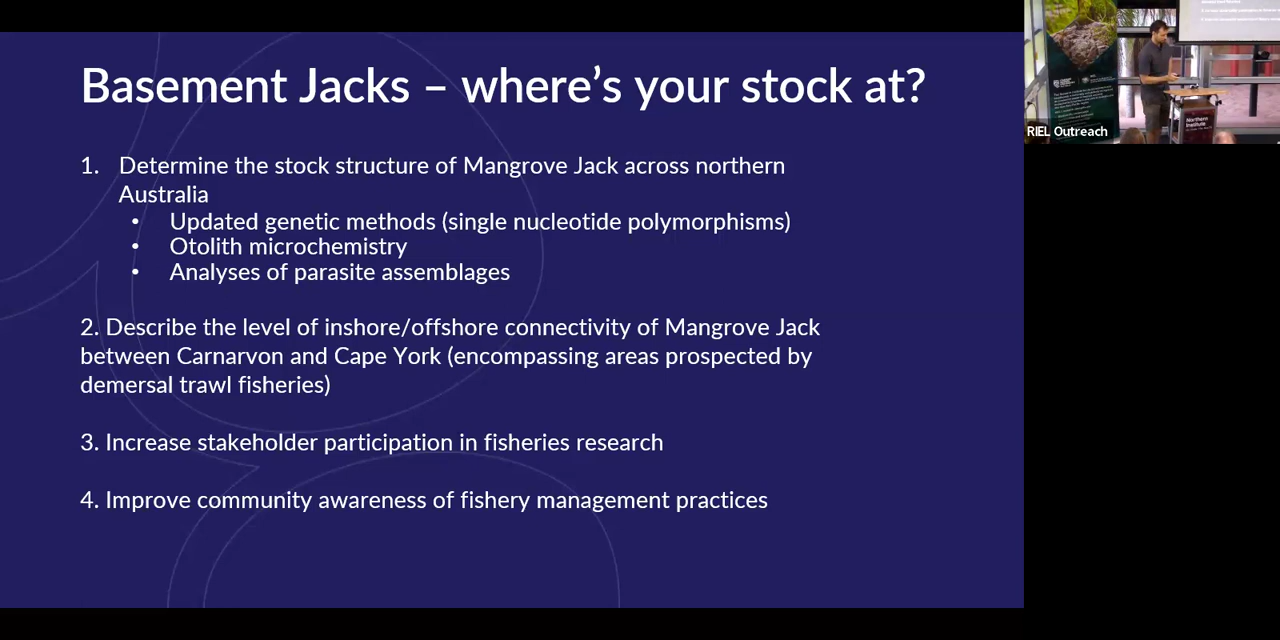 Basement Jacks – where's your stock at?
1. Determine the stock structure of Mangrove Jack across northern
Australia
• Updated genetic methods (single nucleotide polymorphisms)
• Otolith microchemistry
• Analyses of parasite assemblages
2. Describe the level of inshore/offshore connectivity of Mangrove Jack
between Carnarvon and Cape York (encompassing areas prospected by
demersal trawl fisheries)
3. Increase stakeholder participation in fisheries research
4. Improve community awareness of fishery management practices
RIEL Outreach
Northern
Institute